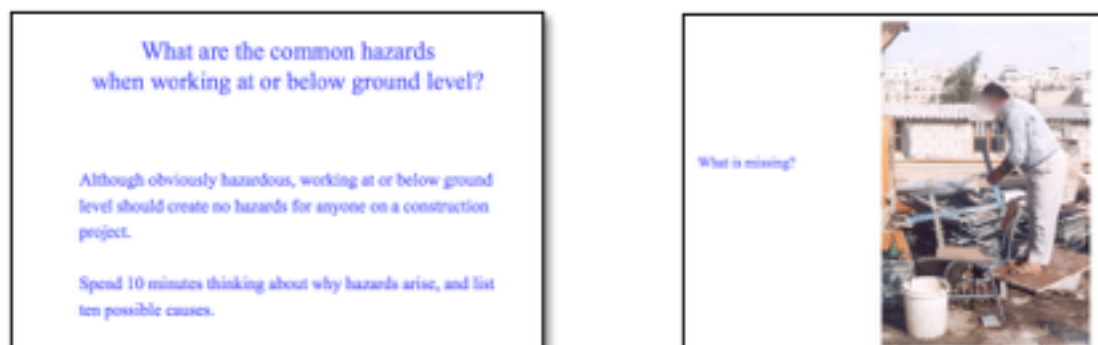 What are the common hazards
when working at or below ground level?
Although obviously hazardous, working at or below ground
level should create no hazards for anyone on a construction
project.
Spend 10 minutes thinking about why hazards arise, and list
ten possible causes.
What is missing?